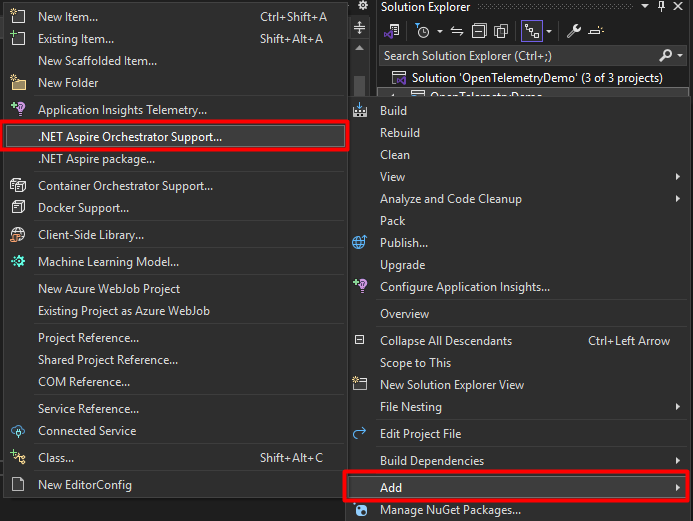 New Item... Ctrl+Shift+A
Existing Item... Shift+Alt+A
New Scaffolded Item...
New Folder
Application Insights Telemetry...
.NET Aspire Orchestrator Support...
.NET Aspire package...
Container Orchestrator Support...
Docker Support...
Client-Side Library...
Machine Learning Model...
New Azure WebJob Project
Existing Project as Azure WebJob
Project Reference...
Shared Project Reference...
COM Reference...
Service Reference...
Connected Service
Class... Shift+Alt+C
New EditorConfig
Solution Explorer
Search Solution Explorer (Ctrl+;)
Solution 'OpenTelemetryDemo' (3 of 3 projects)
OpenTelemetryDemo
Build
Rebuild
Clean
View
Analyze and Code Cleanup
Pack
Publish...
Upgrade
Configure Application Insights...
Overview
Collapse All Descendants Ctrl+Left Arrow
Scope to This
New Solution Explorer View
File Nesting
Edit Project File
Build Dependencies
Add
Manage NuGet Packages...